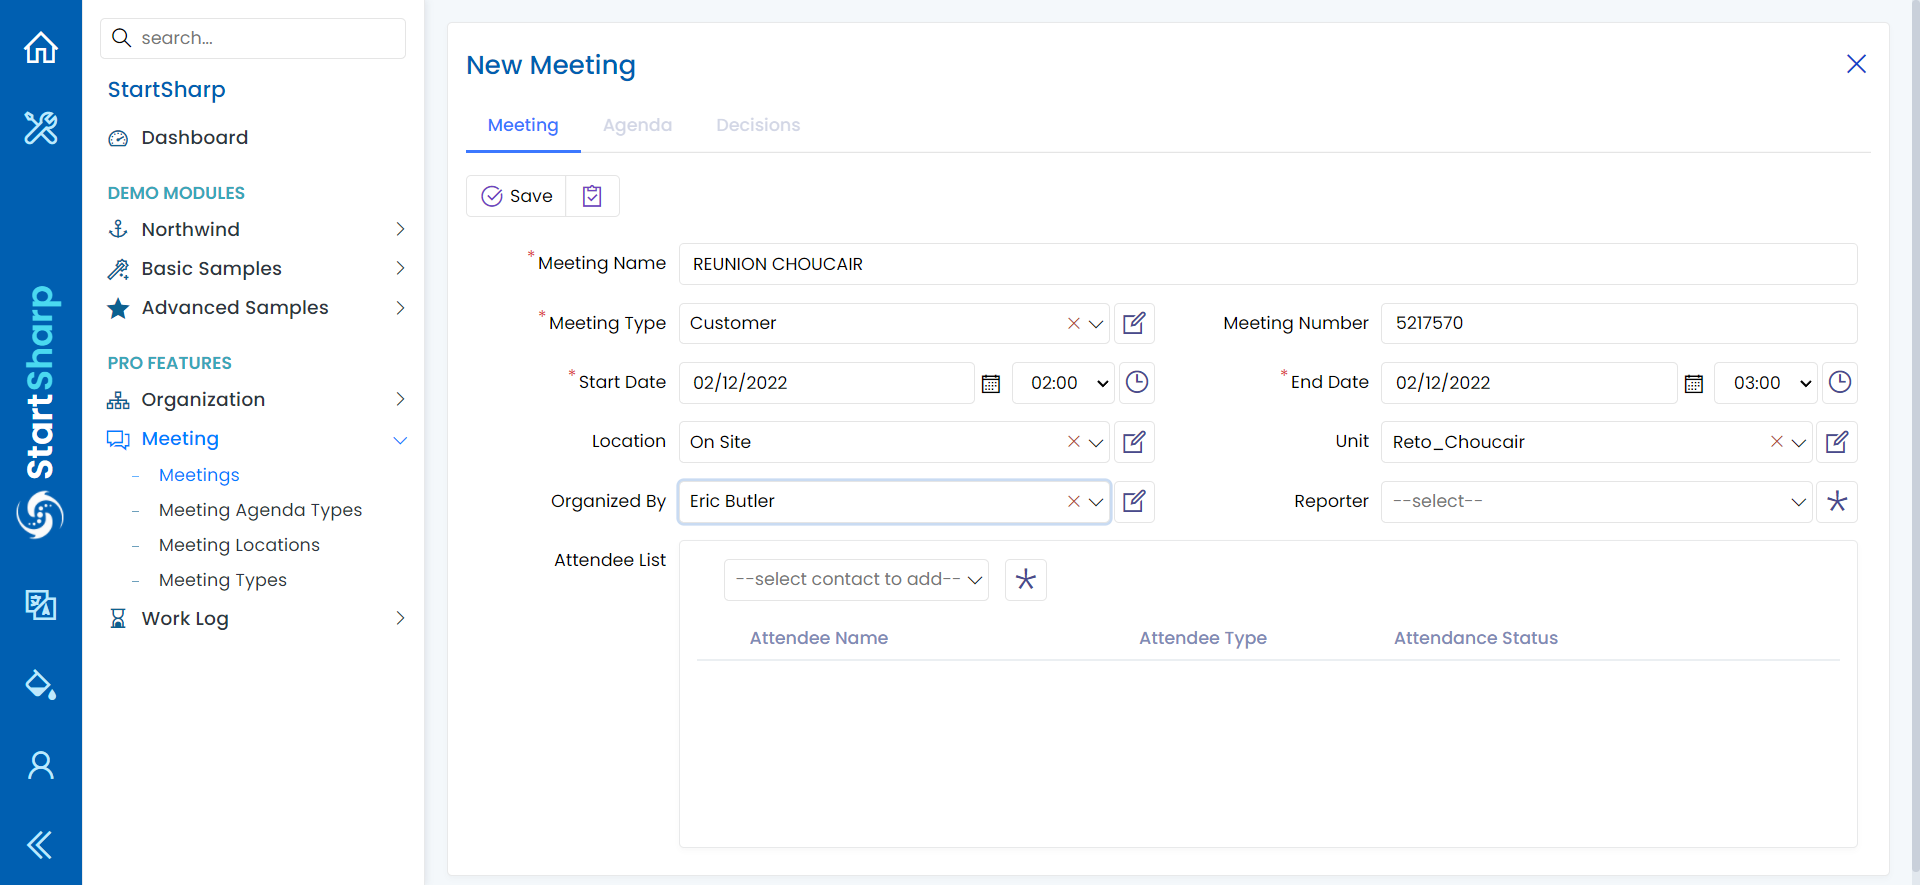 search...
StartSharp
Dashboard
DEMO MODULES
Northwind
Basic Samples
Advanced Samples
PRO FEATURES
Organization
Meeting
- Meetings
- Meeting Agenda Types
- Meeting Locations
- Meeting Types
Work Log
StartSharp
New Meeting
Meeting Agenda Decisions
Save
* Meeting Name REUNION CHOUCAIR
* Meeting Type Customer Meeting Number 5217570
* Start Date 02/12/2022 02:00 * End Date 02/12/2022 03:00
Location On Site Unit Reto_Choucair
Organized By Eric Butler Reporter --select--
Attendee List --select contact to add--
Attendee Name Attendee Type Attendance Status